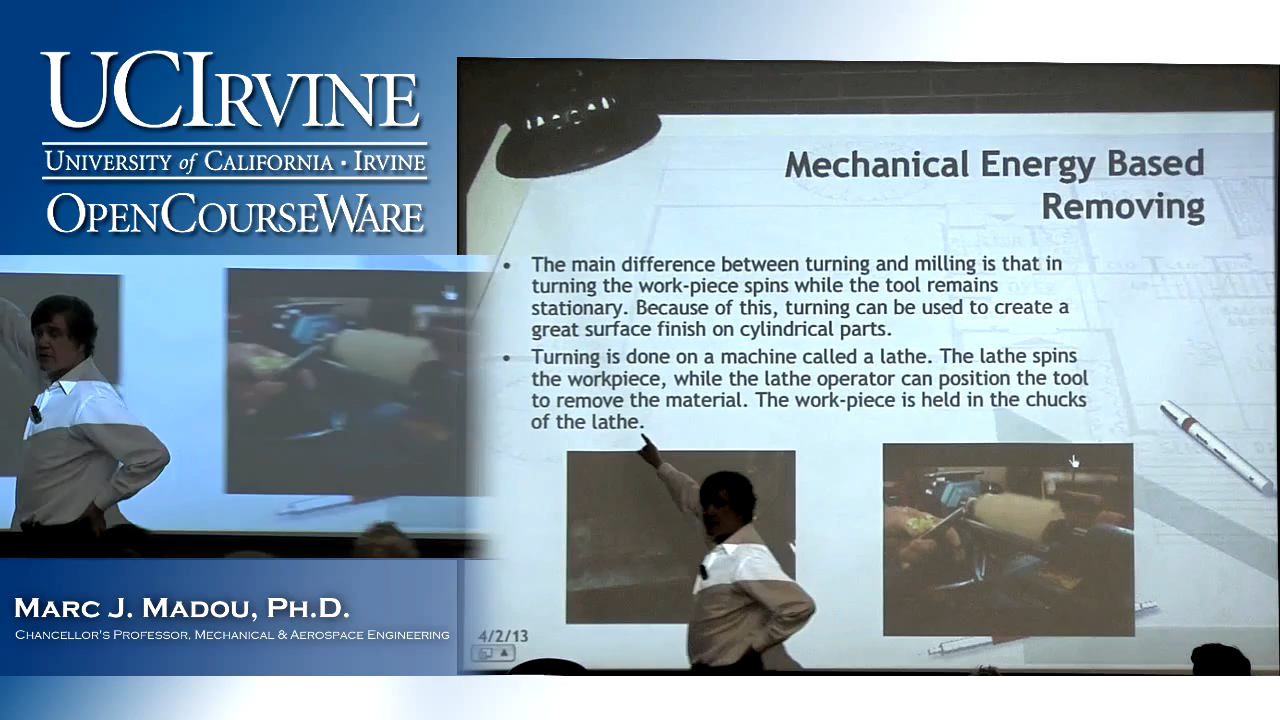 UCIRVINE
UNIVERSITY of CALIFORNIA · IRVINE
OPENCOURSEWARE
Mechanical Energy Based
Removing
• The main difference between turning and milling is that in
turning the work-piece spins while the tool remains
stationary. Because of this, turning can be used to create a
great surface finish on cylindrical parts.
• Turning is done on a machine called a lathe. The lathe spins
the workpiece, while the lathe operator can position the tool
to remove the material. The work-piece is held in the chucks
of the lathe.
4/2/13
MARC J. MADOU, PH.D.
CHANCELLOR'S PROFESSOR, MECHANICAL & AEROSPACE ENGINEERING